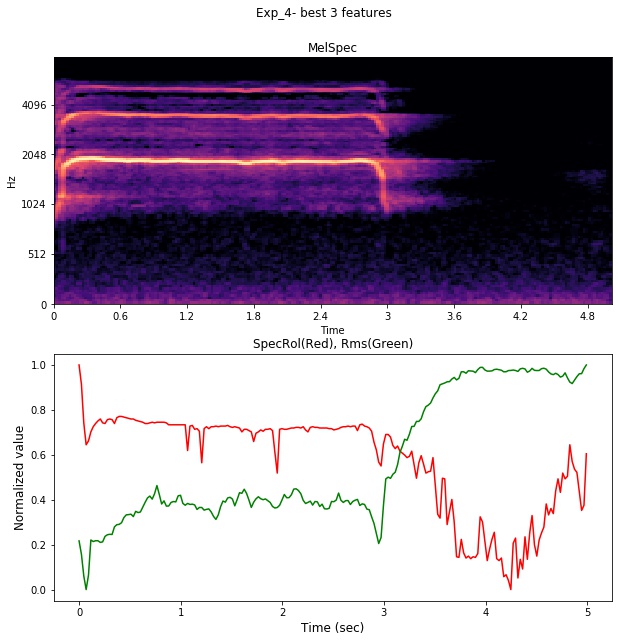 Exp_4- best 3 features
MelSpec
4096
2048
1024
512
0
Hz
0 0.6 1.2 1.8 2.4 3 3.6 4.2 4.8
Time
SpecRol(Red), Rms(Green)
1.0
0.8
0.6
0.4
0.2
0.0
Normalized value
0 1 2 3 4 5
Time (sec)